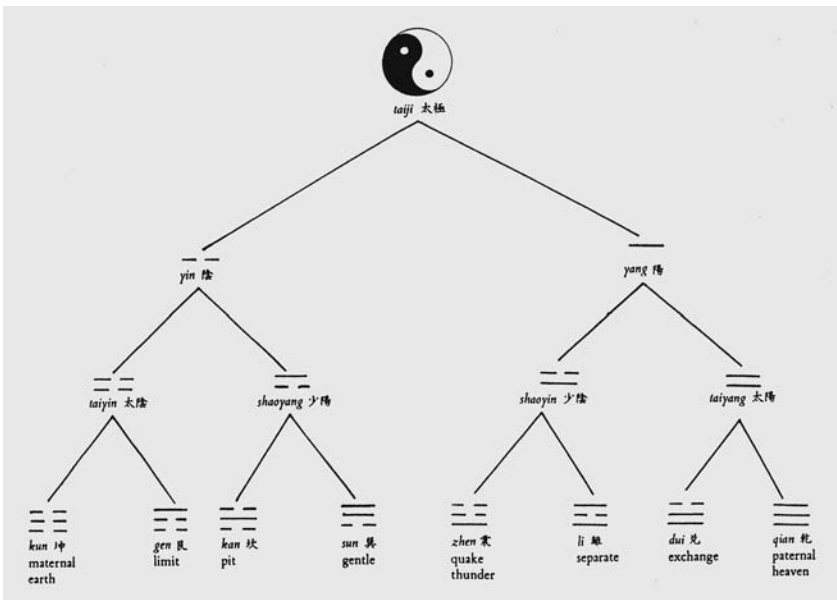 taiji 太極
yin 陰
yang 陽
taiyin 太陰
shaoyang 少陽
shaoyin 少陰
taiyang 太陽
kun 坤
maternal
earth
gen 艮
limit
kan 坎
pit
sun 巽
gentle
zhen 震
quake
thunder
li 離
separate
dui 兌
exchange
qian 乾
paternal
heaven